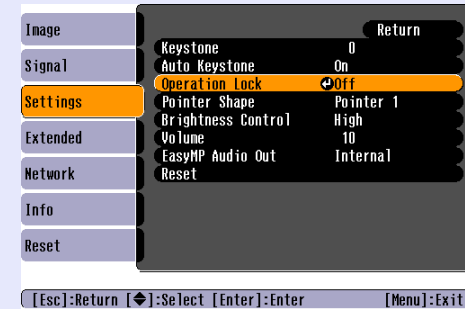 Image
Signal
Settings
Extended
Network
Info
Reset
Return
Keystone 0
Auto Keystone On
Operation Lock Off
Pointer Shape Pointer 1
Brightness Control High
Volume 10
EasyMP Audio Out Internal
Reset
[Esc]:Return [◆]:Select [Enter]:Enter [Menu]:Exit